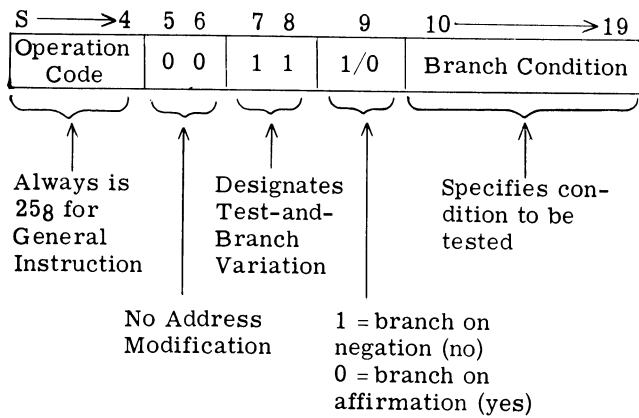 S → 4 5 6 7 8 9 10 → 19
Operation Code 0 0 1 1 1/0 Branch Condition
Always is
25₈ for
General
Instruction
Designates
Test-and-
Branch
Variation
Specifies con-
dition to be
tested
No Address
Modification
1 = branch on
negation (no)
0 = branch on
affirmation (yes)